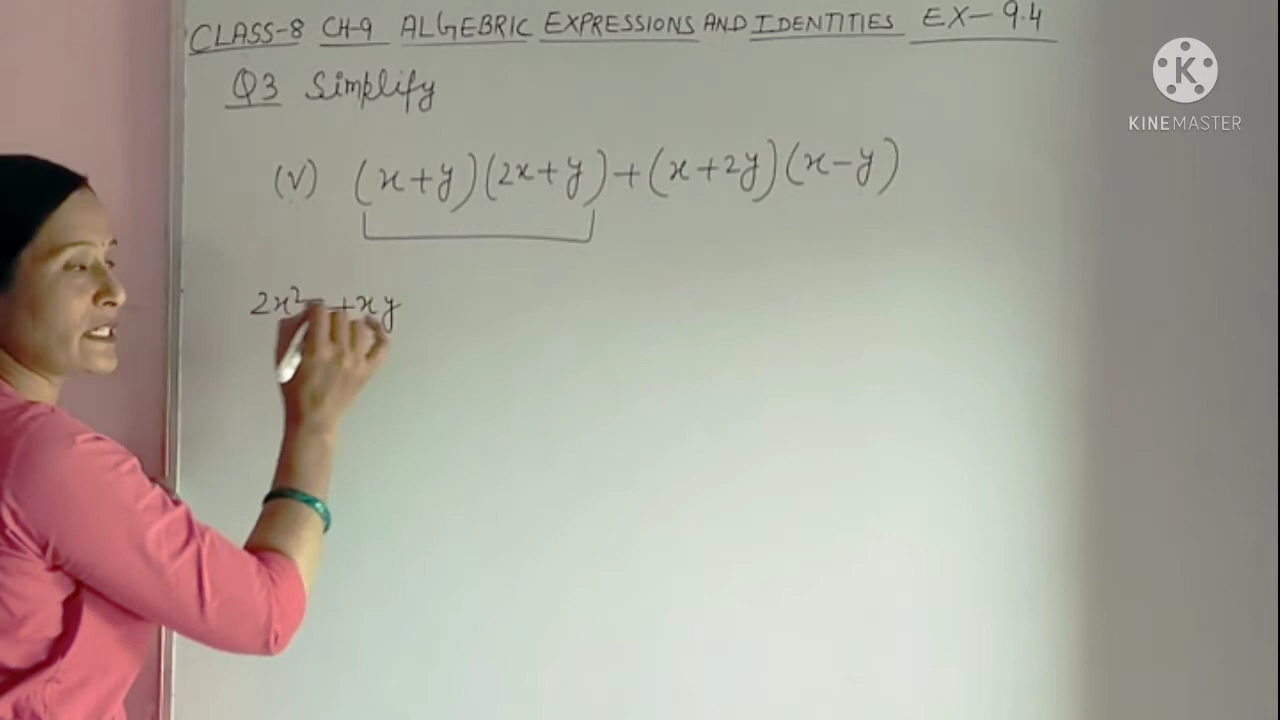 CLASS-8 CH-9 ALGEBRIC EXPRESSIONS AND IDENTITIES EX-9.4
K
KINEMASTER
Q3 Simplify
(V) (x+y)(2x+y)+(x+2y)(x-y)
2x² +xy